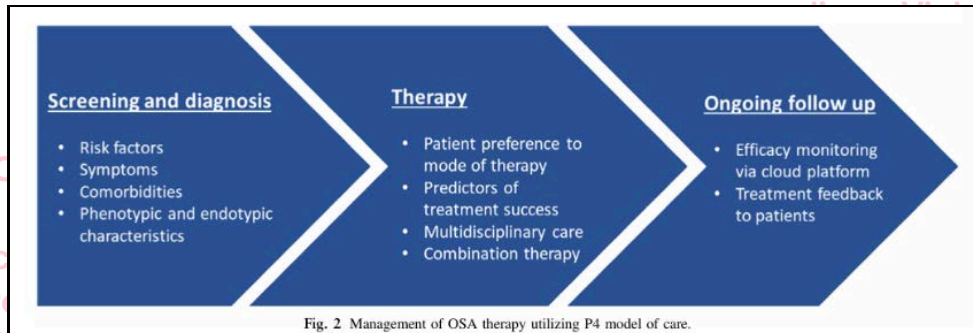 Screening and diagnosis
• Risk factors
• Symptoms
• Comorbidities
• Phenotypic and endotypic
characteristics
Therapy
• Patient preference to
mode of therapy
• Predictors of
treatment success
• Multidisciplinary care
• Combination therapy
Ongoing follow up
• Efficacy monitoring
via cloud platform
• Treatment feedback
to patients
Fig. 2 Management of OSA therapy utilizing P4 model of care.